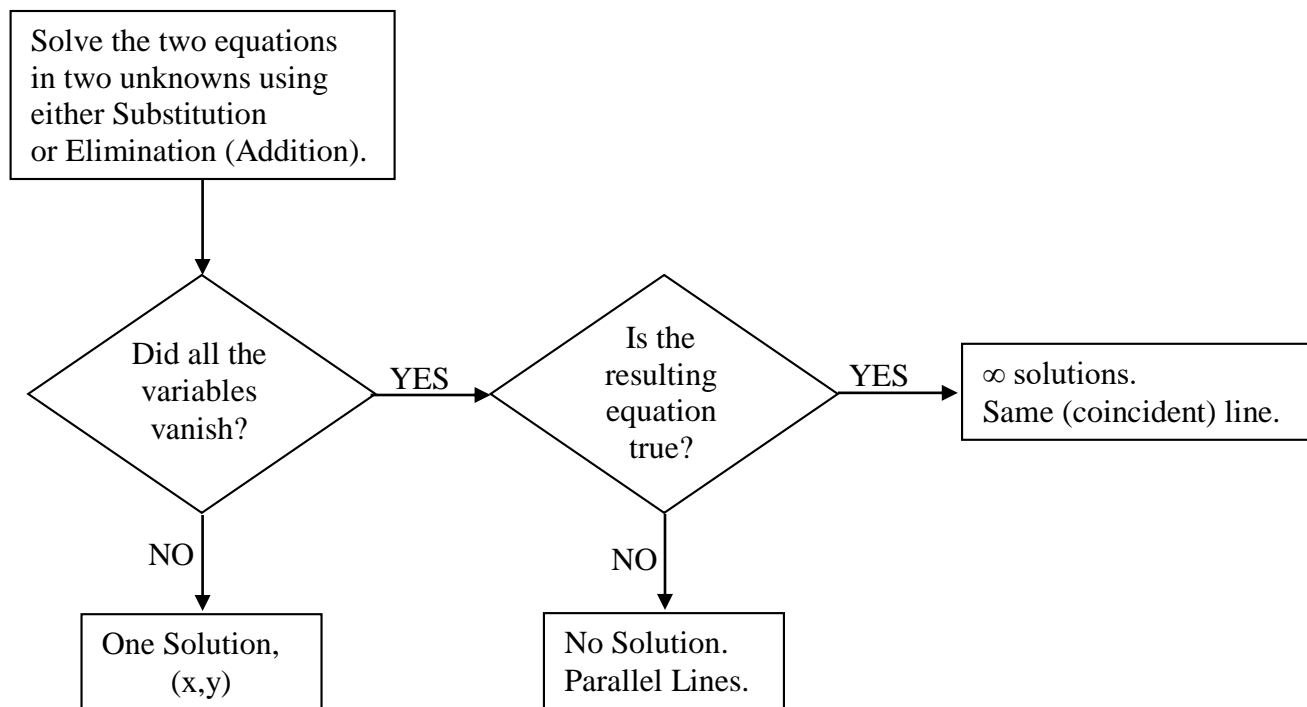 Solve the two equations
in two unknowns using
either Substitution
or Elimination (Addition).
Did all the
variables
vanish?
YES
Is the
resulting
equation
true?
YES
∞ solutions.
Same (coincident) line.
NO
NO
One Solution,
(x,y)
No Solution.
Parallel Lines.